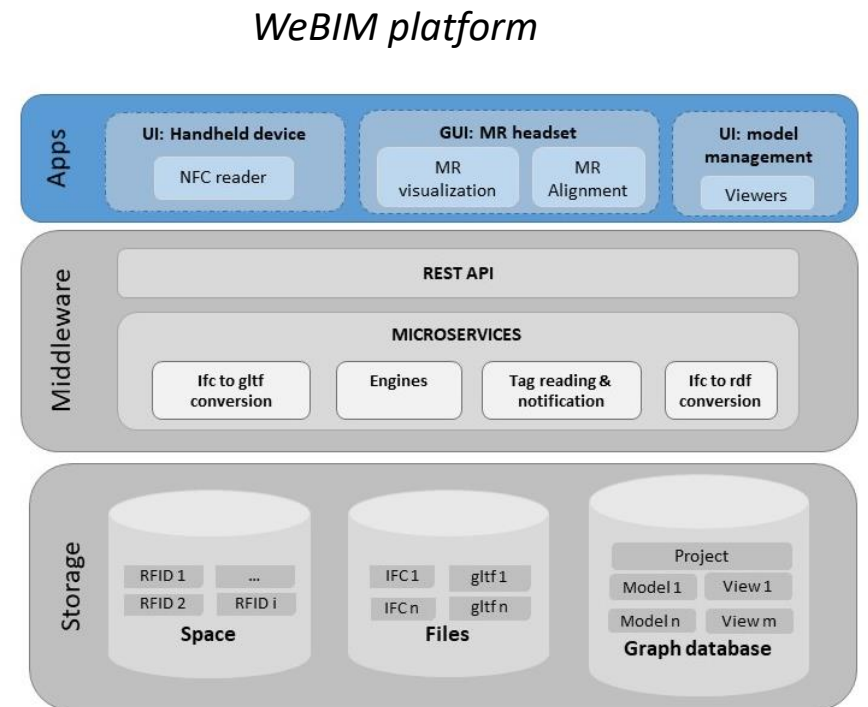 WeBIM platform
Apps
UI: Handheld device
NFC reader
GUI: MR headset
MR
visualization
MR
Alignment
UI: model
management
Viewers
Middleware
REST API
MICROSERVICES
Ifc to gltf
conversion
Engines
Tag reading &
notification
Ifc to rdf
conversion
Storage
RFID 1
...
RFID 2
RFID i
Space
IFC 1
gltf 1
IFC n
gltf n
Files
Project
Model 1
View 1
Model n
View m
Graph database